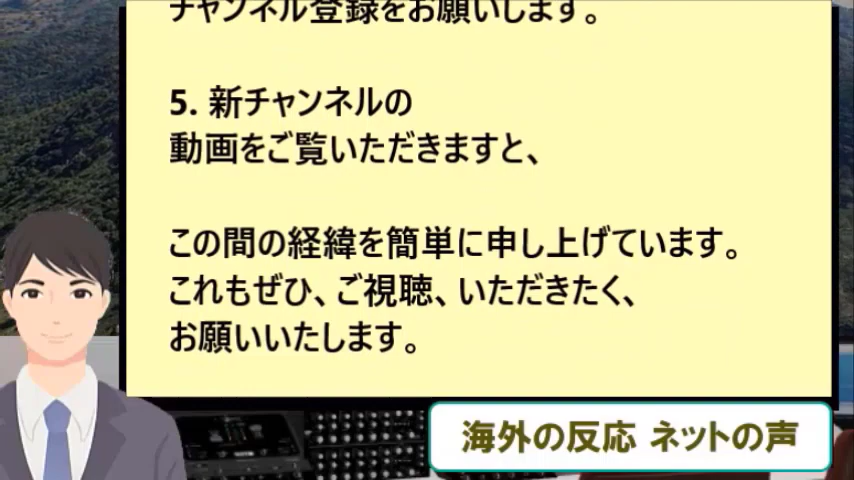 チャンネル登録をお願いします。
5. 新チャンネルの
動画をご覧いただきますと、
この間の経緯を簡単に申し上げています。
これもぜひ、ご視聴、いただきたく、
お願いいたします。
海外の反応 ネットの声